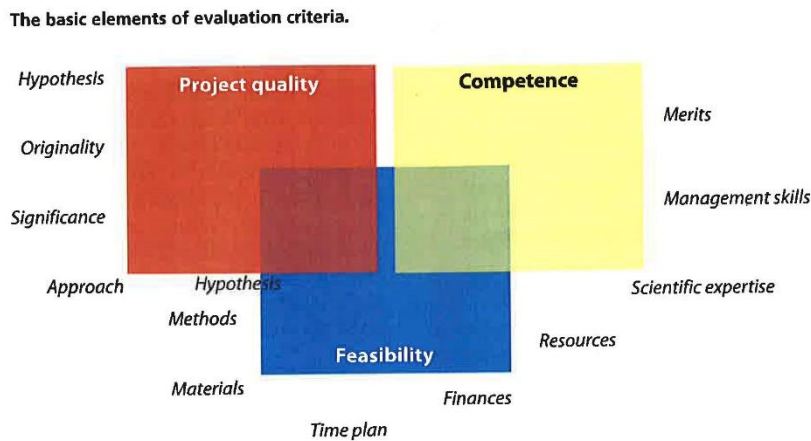 The basic elements of evaluation criteria.
Hypothesis
Project quality
Competence
Merits
Originality
Management skills
Significance
Approach
Hypothesis
Scientific expertise
Methods
Resources
Feasibility
Materials
Finances
Time plan